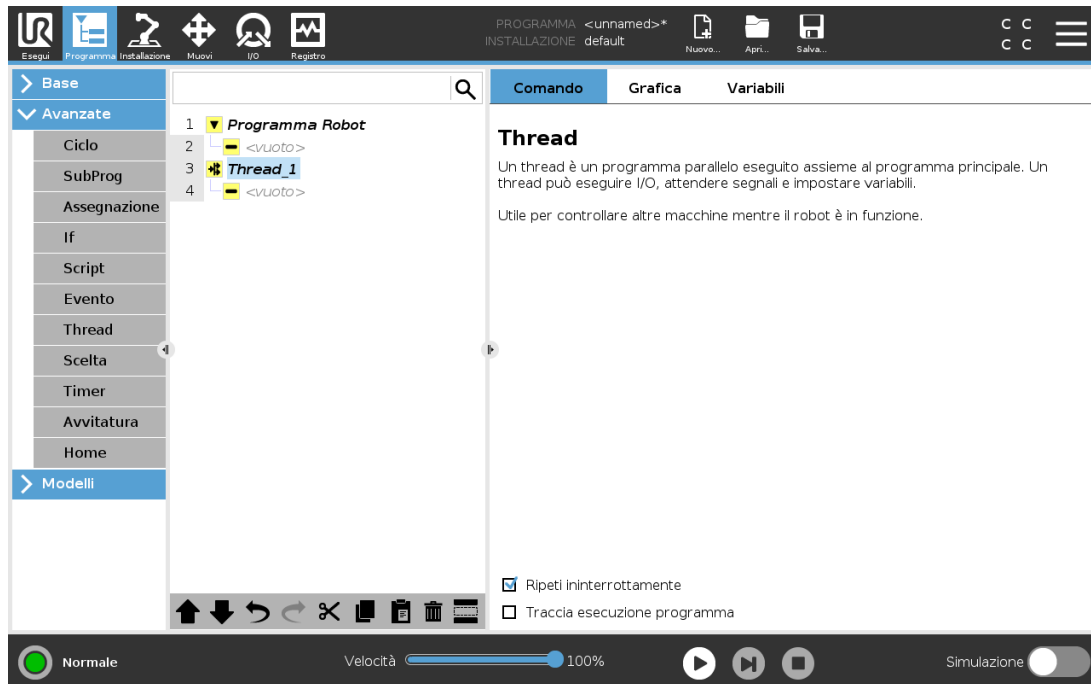 PROGRAMMA <unnamed>*
INSTALLAZIONE default
UR
Esegui Programma Installazione Muovi I/O Registro Nuovo... Apri... Salva...
C C
C C
Base
Avanzate
Ciclo
SubProg
Assegnazione
If
Script
Evento
Thread
Scelta
Timer
Avvitatura
Home
Modelli
1 Programma Robot
2 <vuoto>
3 Thread_1
4 <vuoto>
Comando Grafica Variabili
Thread
Un thread è un programma parallelo eseguito assieme al programma principale. Un
thread può eseguire I/O, attendere segnali e impostare variabili.
Utile per controllare altre macchine mentre il robot è in funzione.
Ripeti ininterrottamente
Traccia esecuzione programma
Normale Velocità 100% Simulazione